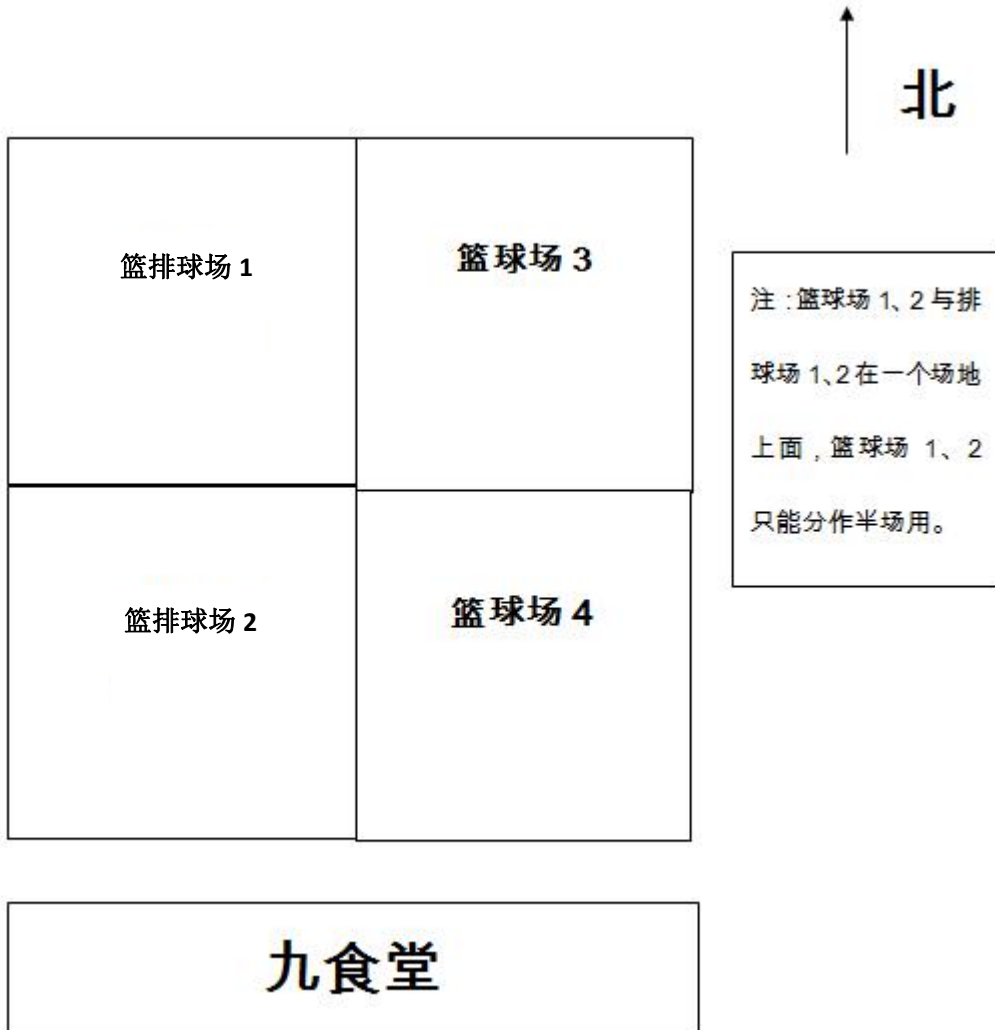 北
篮排球场 1
篮球场 3
注：篮球场 1、2 与排
球场 1、2 在一个场地
上面，篮球场 1、2
只能分作半场用。
篮排球场 2
篮球场 4
九食堂